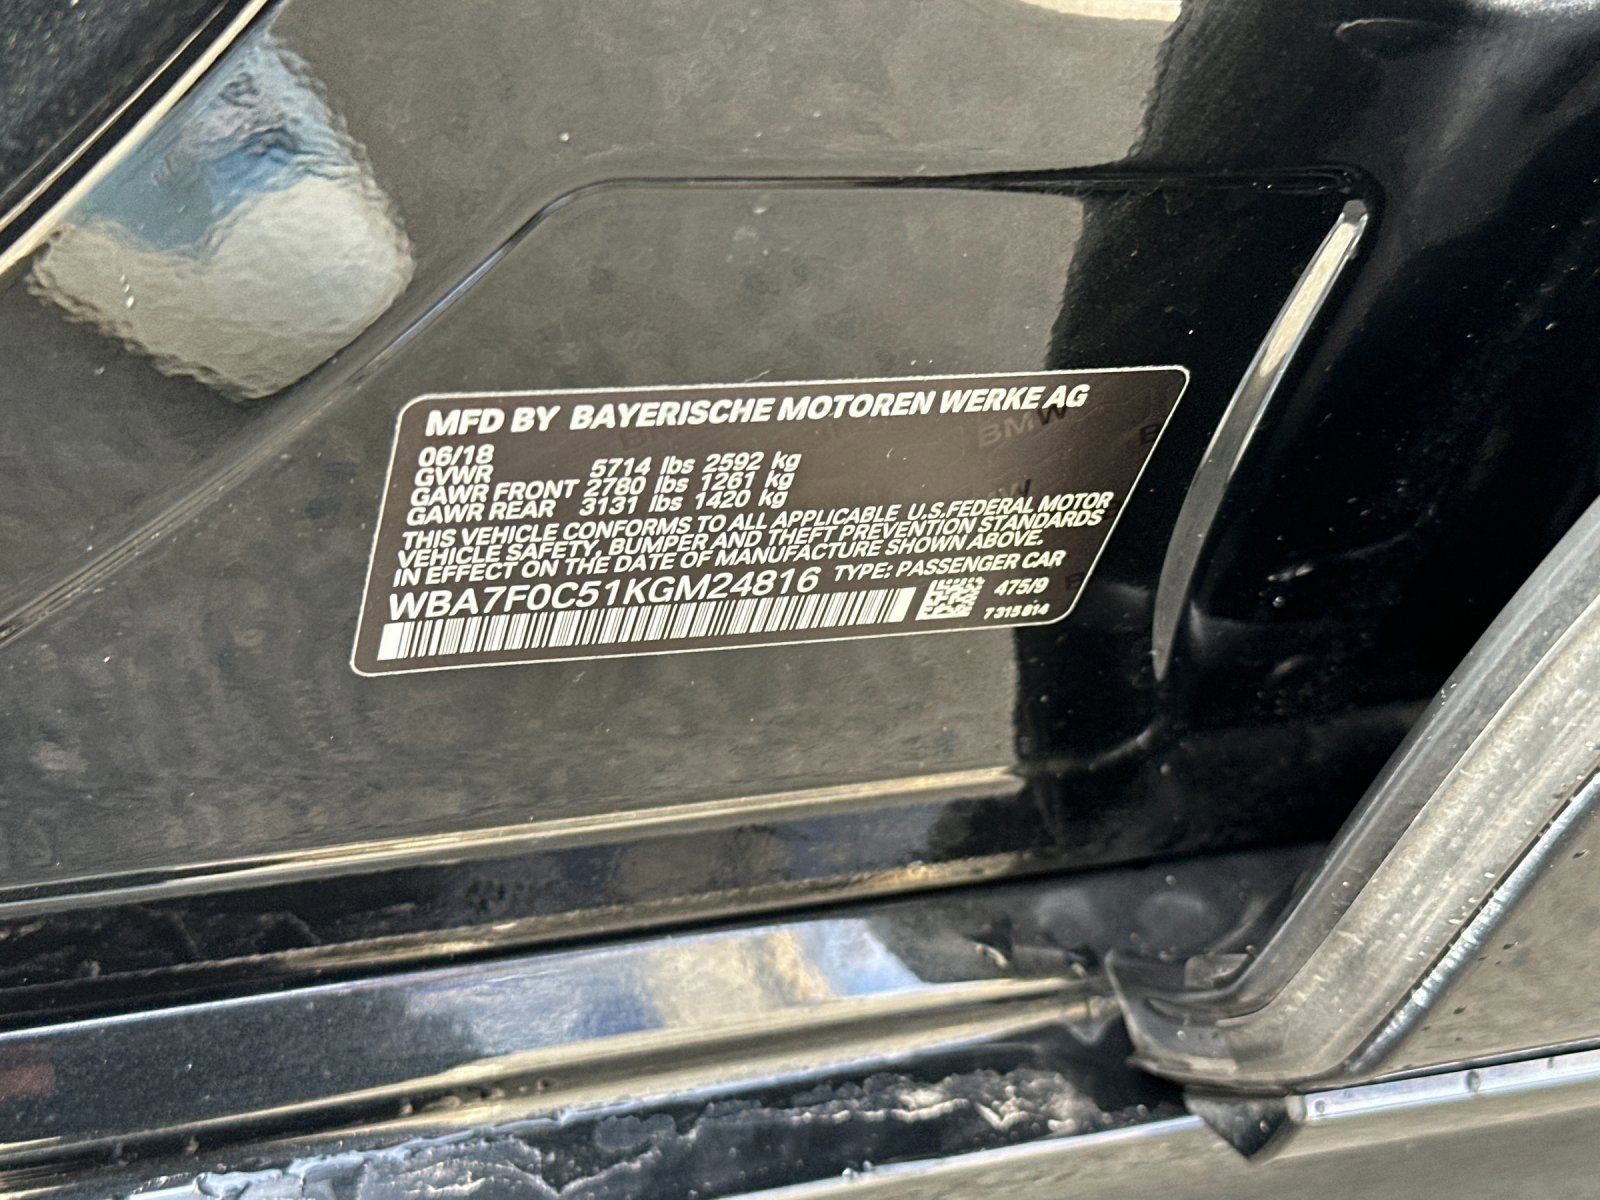 MFD BY BAYERISCHE MOTOREN WERKE AG
06/18
GVWR 5714 lbs 2592 kg
GAWR FRONT 2780 lbs 1261 kg
GAWR REAR 3131 lbs 1420 kg
THIS VEHICLE CONFORMS TO ALL APPLICABLE U.S.FEDERAL MOTOR
VEHICLE SAFETY, BUMPER AND THEFT PREVENTION STANDARDS
IN EFFECT ON THE DATE OF MANUFACTURE SHOWN ABOVE.
WBA7F0C51KGM24816 TYPE: PASSENGER CAR
475/9
7315814